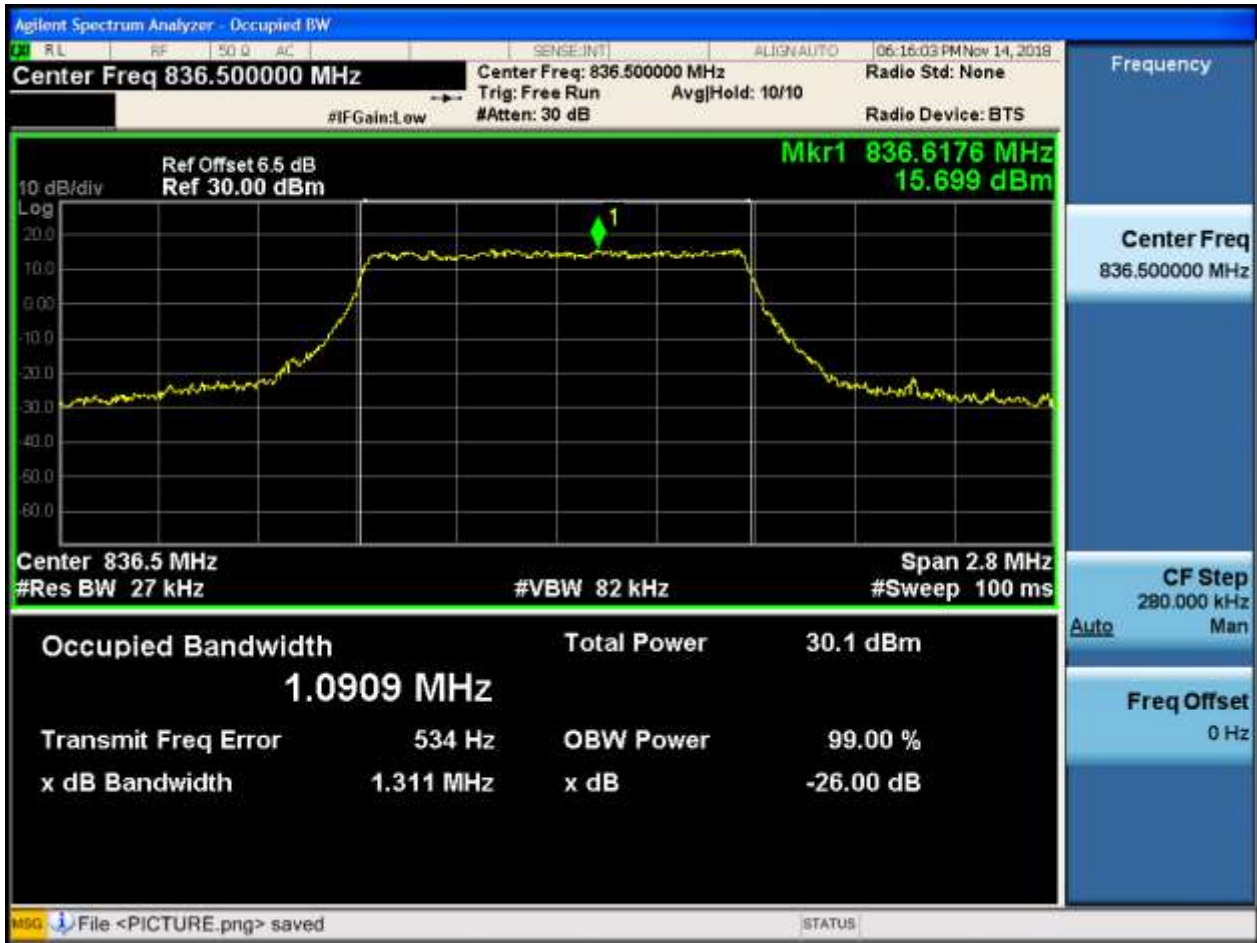 Agilent Spectrum Analyzer - Occupied BW
RL RF 50 Ω AC SENSE:INT ALIGNAUTO 06:16:03 PM Nov 14, 2018
Center Freq 836.500000 MHz
Center Freq: 836.500000 MHz Radio Std: None
Trig: Free Run Avg|Hold: 10/10
#IFGain:Low #Atten: 30 dB Radio Device: BTS
Frequency
Mkr1 836.6176 MHz
15.699 dBm
Ref Offset 6.5 dB
10 dB/div Ref 30.00 dBm
Log
20.0
10.0
0.00
-10.0
-20.0
-30.0
-40.0
-50.0
-60.0
1
Center 836.5 MHz Span 2.8 MHz
#Res BW 27 kHz #VBW 82 kHz #Sweep 100 ms
Occupied Bandwidth Total Power 30.1 dBm
1.0909 MHz
Transmit Freq Error 534 Hz OBW Power 99.00 %
x dB Bandwidth 1.311 MHz x dB -26.00 dB
Center Freq
836.500000 MHz
CF Step
280.000 kHz
Auto Man
Freq Offset
0 Hz
MSG File <PICTURE.png> saved STATUS